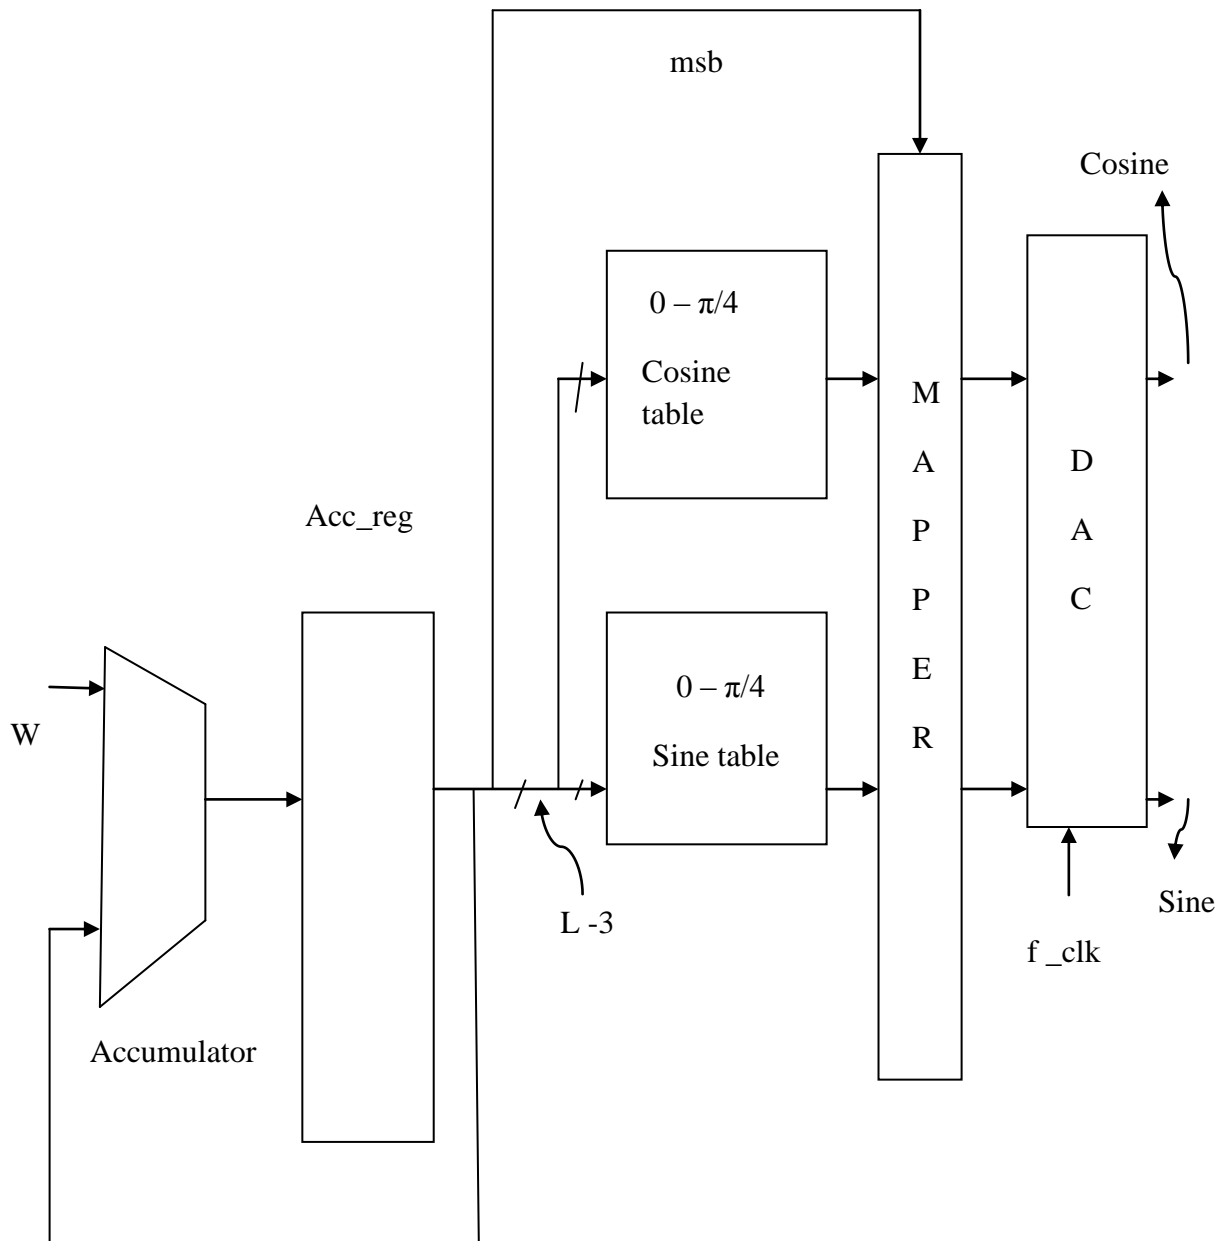 msb
Cosine
0 – π/4
Cosine
table
M
A
P
P
E
R
D
A
C
Acc_reg
0 – π/4
Sine table
W
L -3
Sine
f _clk
Accumulator